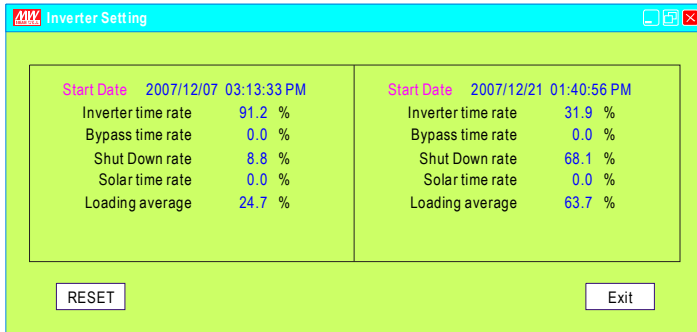 MW
MEAN WELL
Inverter Setting
Start Date 2007/12/07 03:13:33 PM
Inverter time rate 91.2 %
Bypass time rate 0.0 %
Shut Down rate 8.8 %
Solar time rate 0.0 %
Loading average 24.7 %
Start Date 2007/12/21 01:40:56 PM
Inverter time rate 31.9 %
Bypass time rate 0.0 %
Shut Down rate 68.1 %
Solar time rate 0.0 %
Loading average 63.7 %
RESET
Exit